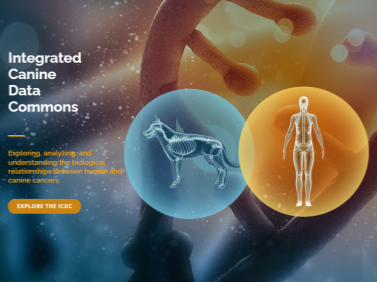 Integrated
Canine
Data
Commons
Exploring, analyzing, and
understanding the biological
relationships between human and
canine cancers.
EXPLORE THE ICDC